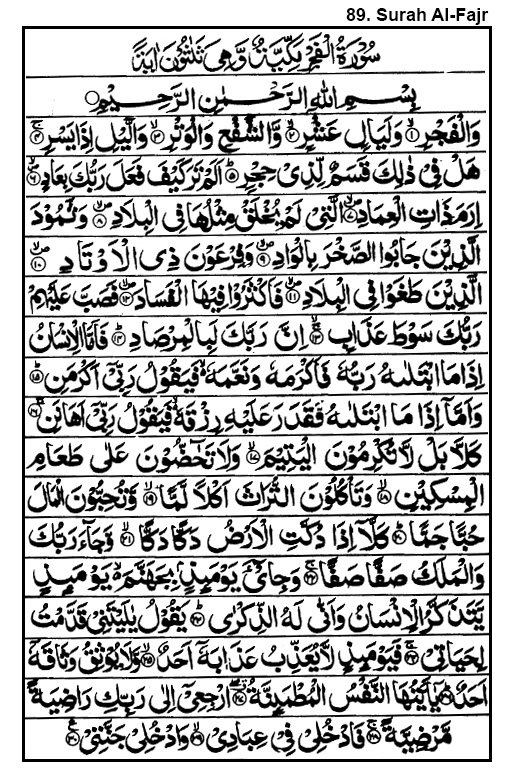 89. Surah Al-Fajr
سُوْرَةُ الْفَجْرِ مَكِّيَّةٌ وَّهِيَ ثَلٰثُوْنَ اٰيَةً
بِسْمِ اللّٰهِ الرَّحْمٰنِ الرَّحِيْمِ
وَالْفَجْرِ ۙ﴿۱﴾ وَلَيَالٍ عَشْرٍ ۙ﴿۲﴾ وَّالشَّفْعِ وَالْوَتْرِ ۙ﴿۳﴾ وَالَّيْلِ اِذَا يَسْرِ ۚ﴿۴﴾
هَلْ فِيْ ذٰلِكَ قَسَمٌ لِّذِيْ حِجْرٍ ؕ﴿۵﴾ اَلَمْ تَرَ كَيْفَ فَعَلَ رَبُّكَ بِعَادٍ ۙ﴿۶﴾
اِرَمَ ذَاتِ الْعِمَادِ ۙ﴿۷﴾ الَّتِيْ لَمْ يُخْلَقْ مِثْلُهَا فِي الْبِلَادِ ۙ﴿۸﴾ وَثَمُوْدَ
الَّذِيْنَ جَابُوا الصَّخْرَ بِالْوَادِ ۙ﴿۹﴾ وَفِرْعَوْنَ ذِى الْاَوْتَادِ ۙ﴿۱۰﴾
الَّذِيْنَ طَغَوْا فِي الْبِلَادِ ۙ﴿۱۱﴾ فَاَكْثَرُوْا فِيْهَا الْفَسَادَ ۙ﴿۱۲﴾ فَصَبَّ عَلَيْهِمْ
رَبُّكَ سَوْطَ عَذَابٍ ۚ﴿۱۳﴾ اِنَّ رَبَّكَ لَبِالْمِرْصَادِ ؕ﴿۱۴﴾ فَاَمَّا الْاِنْسَانُ
اِذَا مَا ابْتَلٰىهُ رَبُّهٗ فَاَكْرَمَهٗ وَنَعَّمَهٗ ۙ فَيَقُوْلُ رَبِّيْ اَكْرَمَنِ ؕ﴿۱۵﴾
وَاَمَّا اِذَا مَا ابْتَلٰىهُ فَقَدَرَ عَلَيْهِ رِزْقَهٗ ۙ فَيَقُوْلُ رَبِّيْ اَهَانَنِ ۚ﴿۱۶﴾
كَلَّا بَلْ لَّا تُكْرِمُوْنَ الْيَتِيْمَ ۙ﴿۱۷﴾ وَلَا تَحٰٓضُّوْنَ عَلٰى طَعَامِ
الْمِسْكِيْنِ ۙ﴿۱۸﴾ وَتَاْكُلُوْنَ التُّرَاثَ اَكْلًا لَّمًّا ۙ﴿۱۹﴾ وَّتُحِبُّوْنَ الْمَالَ
حُبًّا جَمًّا ؕ﴿۲۰﴾ كَلَّاۤ اِذَا دُكَّتِ الْاَرْضُ دَكًّا دَكًّا ۙ﴿۲۱﴾ وَّجَآءَ رَبُّكَ
وَالْمَلَكُ صَفًّا صَفًّا ۚ﴿۲۲﴾ وَجِايْٓءَ يَوْمَئِذٍۭ بِجَهَنَّمَ ۙ يَوْمَئِذٍ
يَّتَذَكَّرُ الْاِنْسَانُ وَاَنّٰى لَهُ الذِّكْرٰى ؕ﴿۲۳﴾ يَقُوْلُ يٰلَيْتَنِيْ قَدَّمْتُ
لِحَيَاتِيْ ۚ﴿۲۴﴾ فَيَوْمَئِذٍ لَّا يُعَذِّبُ عَذَابَهٗۤ اَحَدٌ ۙ﴿۲۵﴾ وَّلَا يُوْثِقُ وَثَاقَهٗۤ
اَحَدٌ ؕ﴿۲۶﴾ يٰۤاَيَّتُهَا النَّفْسُ الْمُطْمَئِنَّةُ ۖ﴿۲۷﴾ ارْجِعِيْۤ اِلٰى رَبِّكِ رَاضِيَةً
مَّرْضِيَّةً ۚ﴿۲۸﴾ فَادْخُلِيْ فِيْ عِبَادِيْ ۙ﴿۲۹﴾ وَادْخُلِيْ جَنَّتِيْ ﴿۳۰﴾